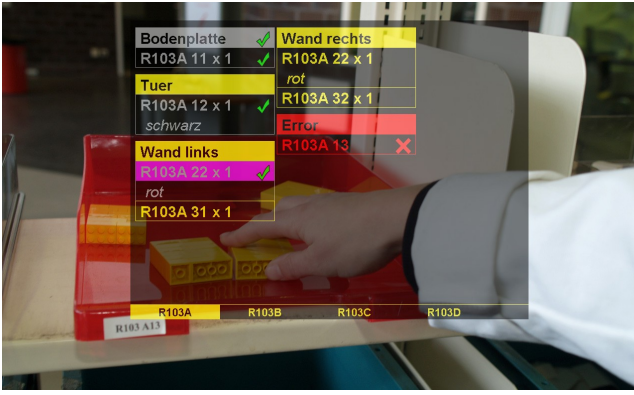 Bodenplatte
R103A 11 x 1
Tuer
R103A 12 x 1
schwarz
Wand links
R103A 22 x 1
rot
R103A 31 x 1
Wand rechts
R103A 22 x 1
rot
R103A 32 x 1
Error
R103A 13
R103A R103B R103C R103D
R103 A13